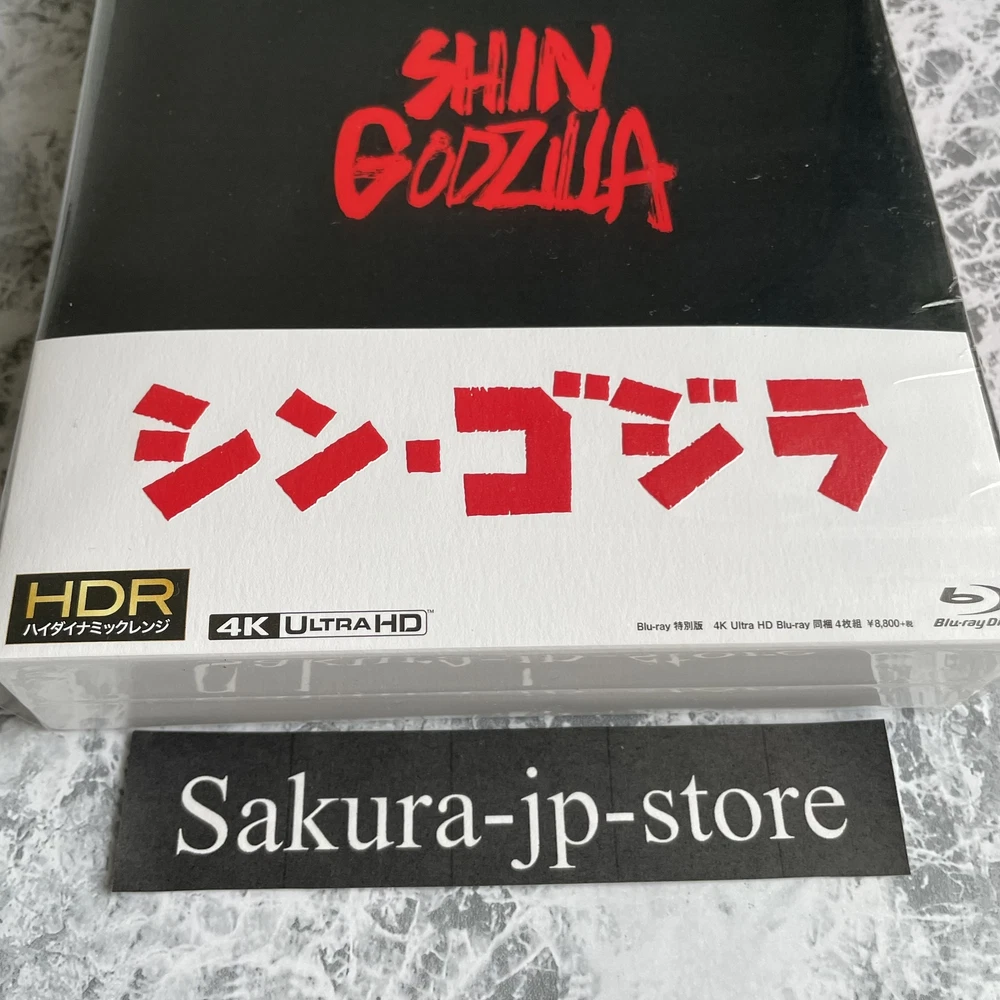 SHIN
GODZILLA
シン・ゴジラ
HDR
ハイダイナミックレンジ
4K ULTRA HD™
Blu-ray 特別版 4K Ultra HD Blu-ray 同梱 4枚組 ¥8,800+税
Blu-ray Di
Sakura-jp-store